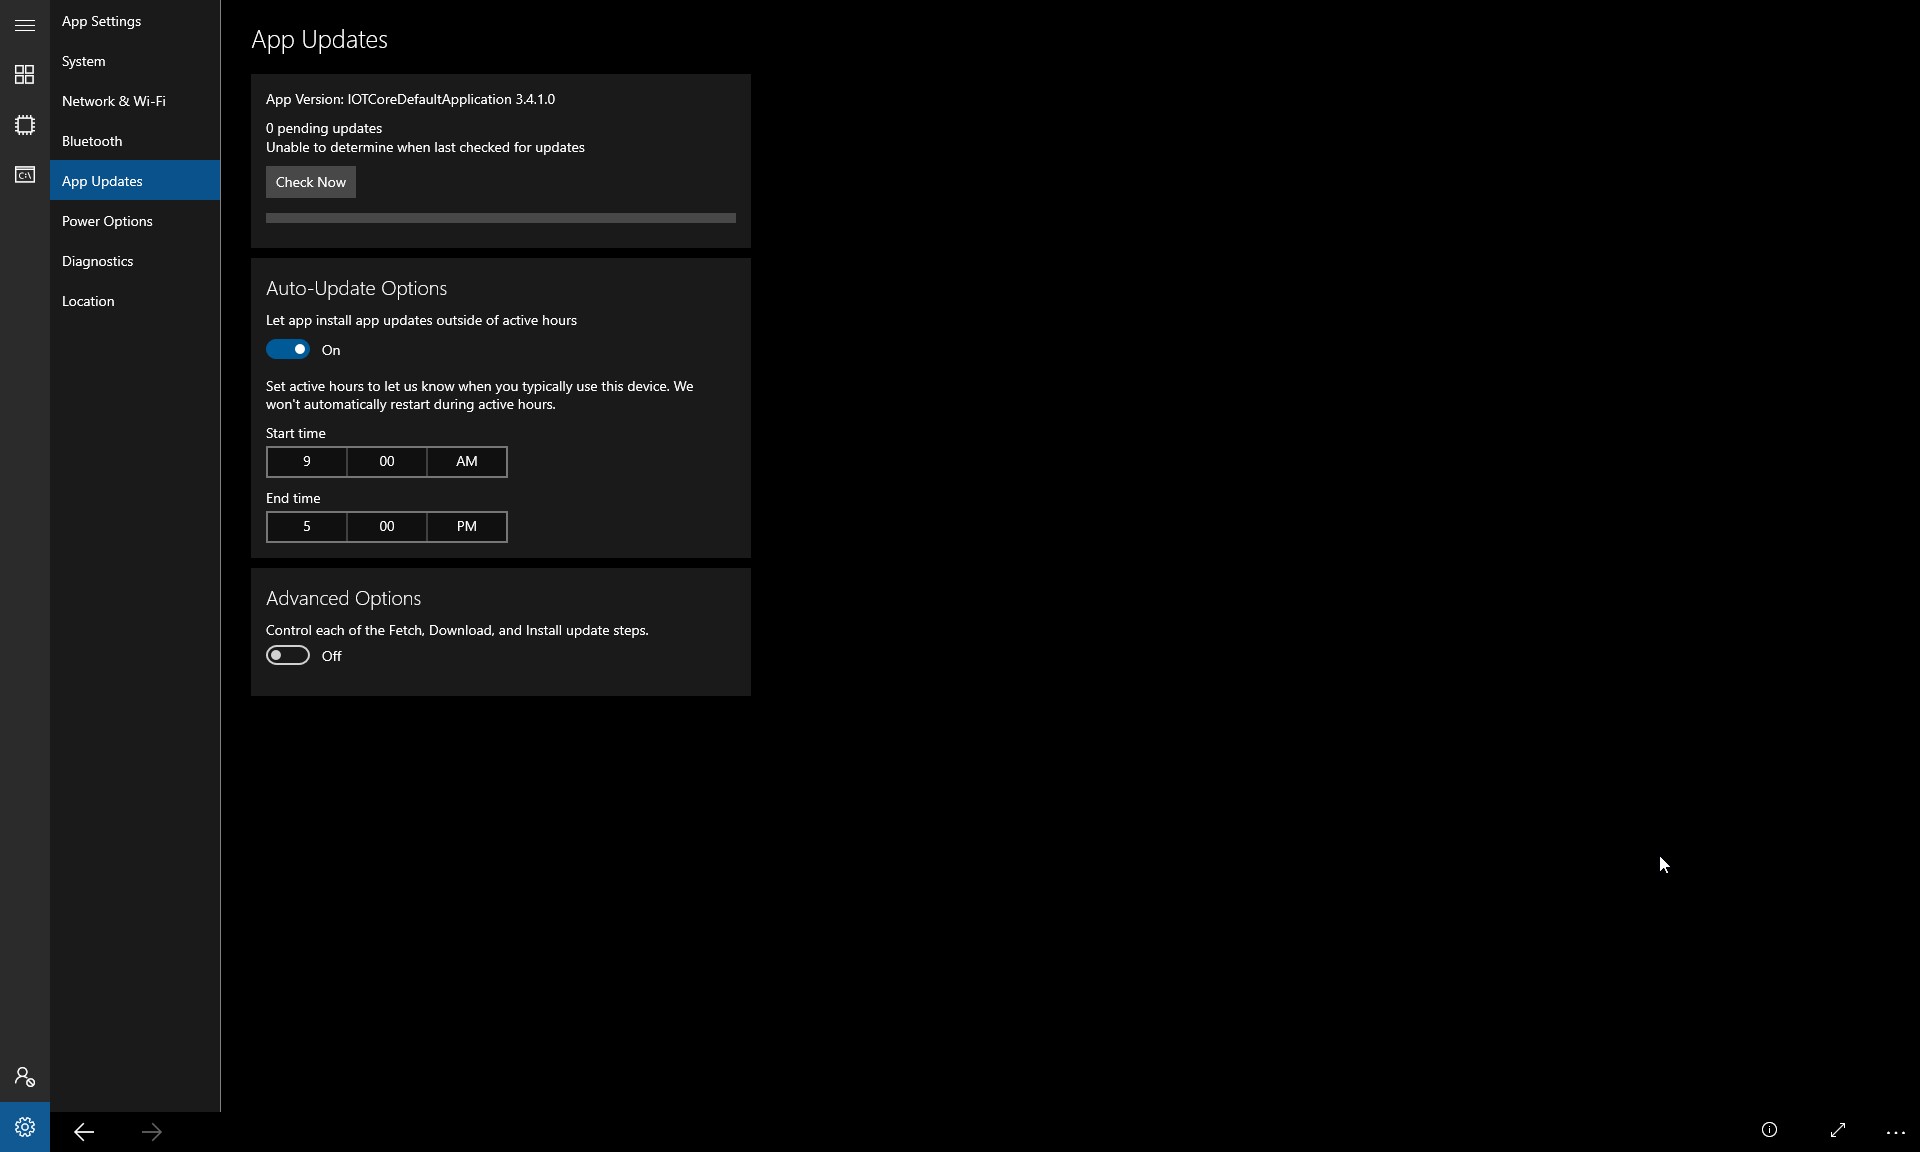 App Settings
System
Network & Wi-Fi
Bluetooth
App Updates
Power Options
Diagnostics
Location
App Updates
App Version: IOTCoreDefaultApplication 3.4.1.0
0 pending updates
Unable to determine when last checked for updates
Check Now
Auto-Update Options
Let app install app updates outside of active hours
On
Set active hours to let us know when you typically use this device. We
won't automatically restart during active hours.
Start time
9 00 AM
End time
5 00 PM
Advanced Options
Control each of the Fetch, Download, and Install update steps.
Off